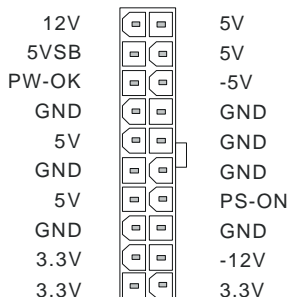 12V 5V
5VSB 5V
PW-OK -5V
GND GND
5V GND
GND GND
5V PS-ON
GND GND
3.3V -12V
3.3V 3.3V